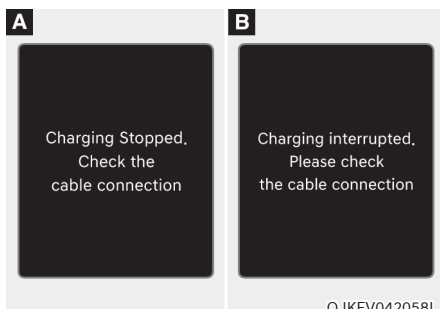 A
Charging Stopped.
Check the
cable connection
B
Charging interrupted.
Please check
the cable connection